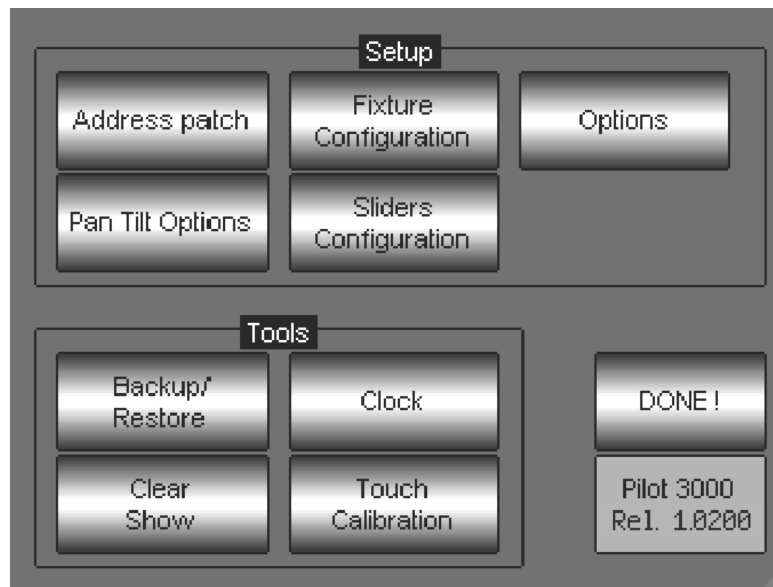 Setup
Address patch
Fixture
Configuration
Options
Pan Tilt Options
Sliders
Configuration
Tools
Backup/
Restore
Clock
DONE!
Clear
Show
Touch
Calibration
Pilot 3000
Rel. 1.0200